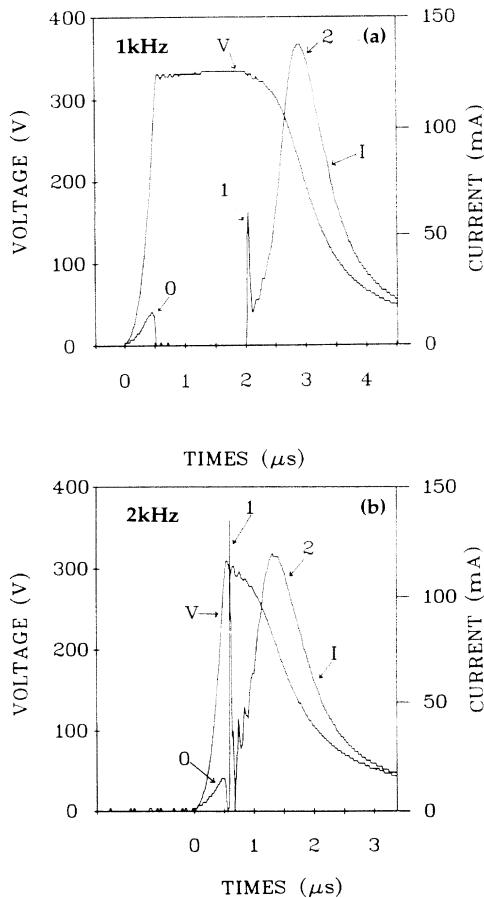 150
400
1kHz
V
2
(a)
300
100
200
I
1
50
100
0
0
0
0 1 2 3 4
VOLTAGE (V)
CURRENT (mA)
TIMES (μs)
400
150
2kHz
1
(b)
2
300
100
V
200
I
50
100
0
0
0
0 1 2 3
VOLTAGE (V)
CURRENT (mA)
TIMES (μs)